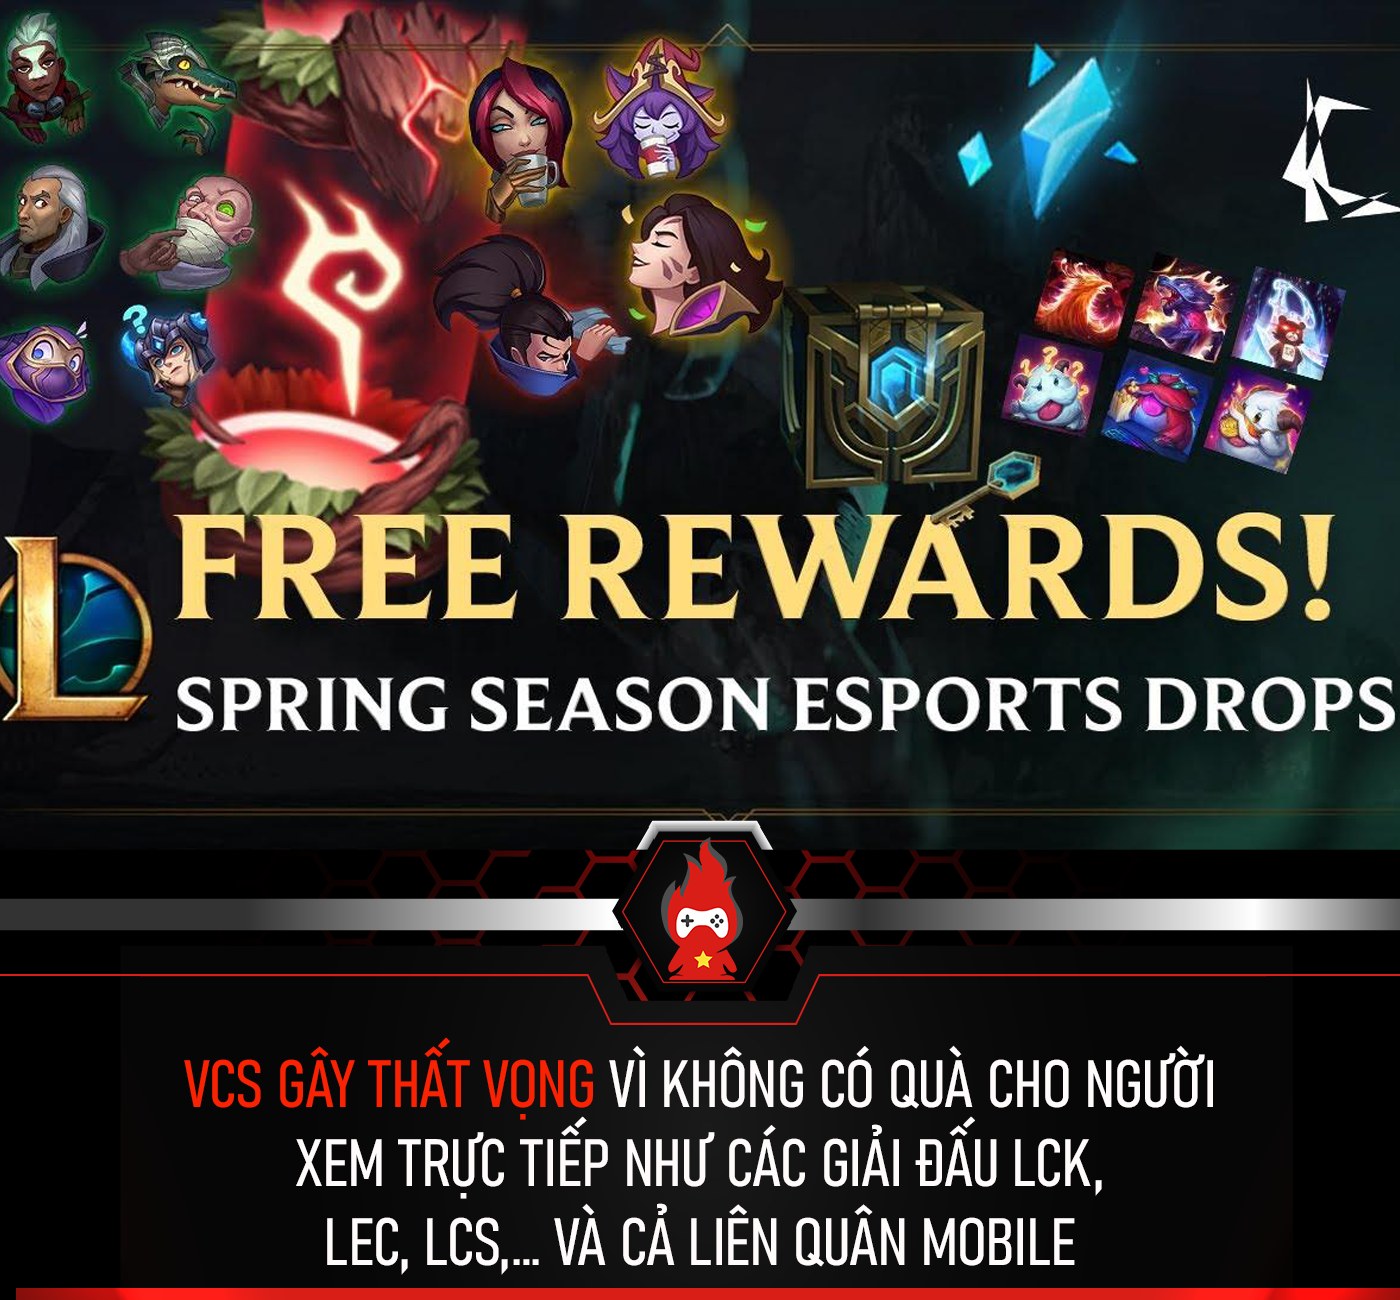 FREE REWARDS!
SPRING SEASON ESPORTS DROPS
VCS GÂY THẤT VỌNG VÌ KHÔNG CÓ QUÀ CHO NGƯỜI
XEM TRỰC TIẾP NHƯ CÁC GIẢI ĐẤU LCK,
LEC, LCS,... VÀ CẢ LIÊN QUÂN MOBILE